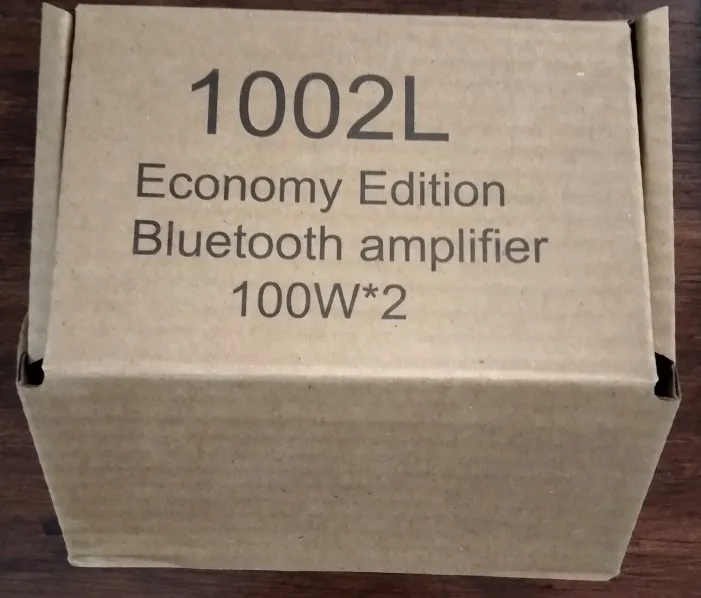 1002L
Economy Edition
Bluetooth amplifier
100W*2